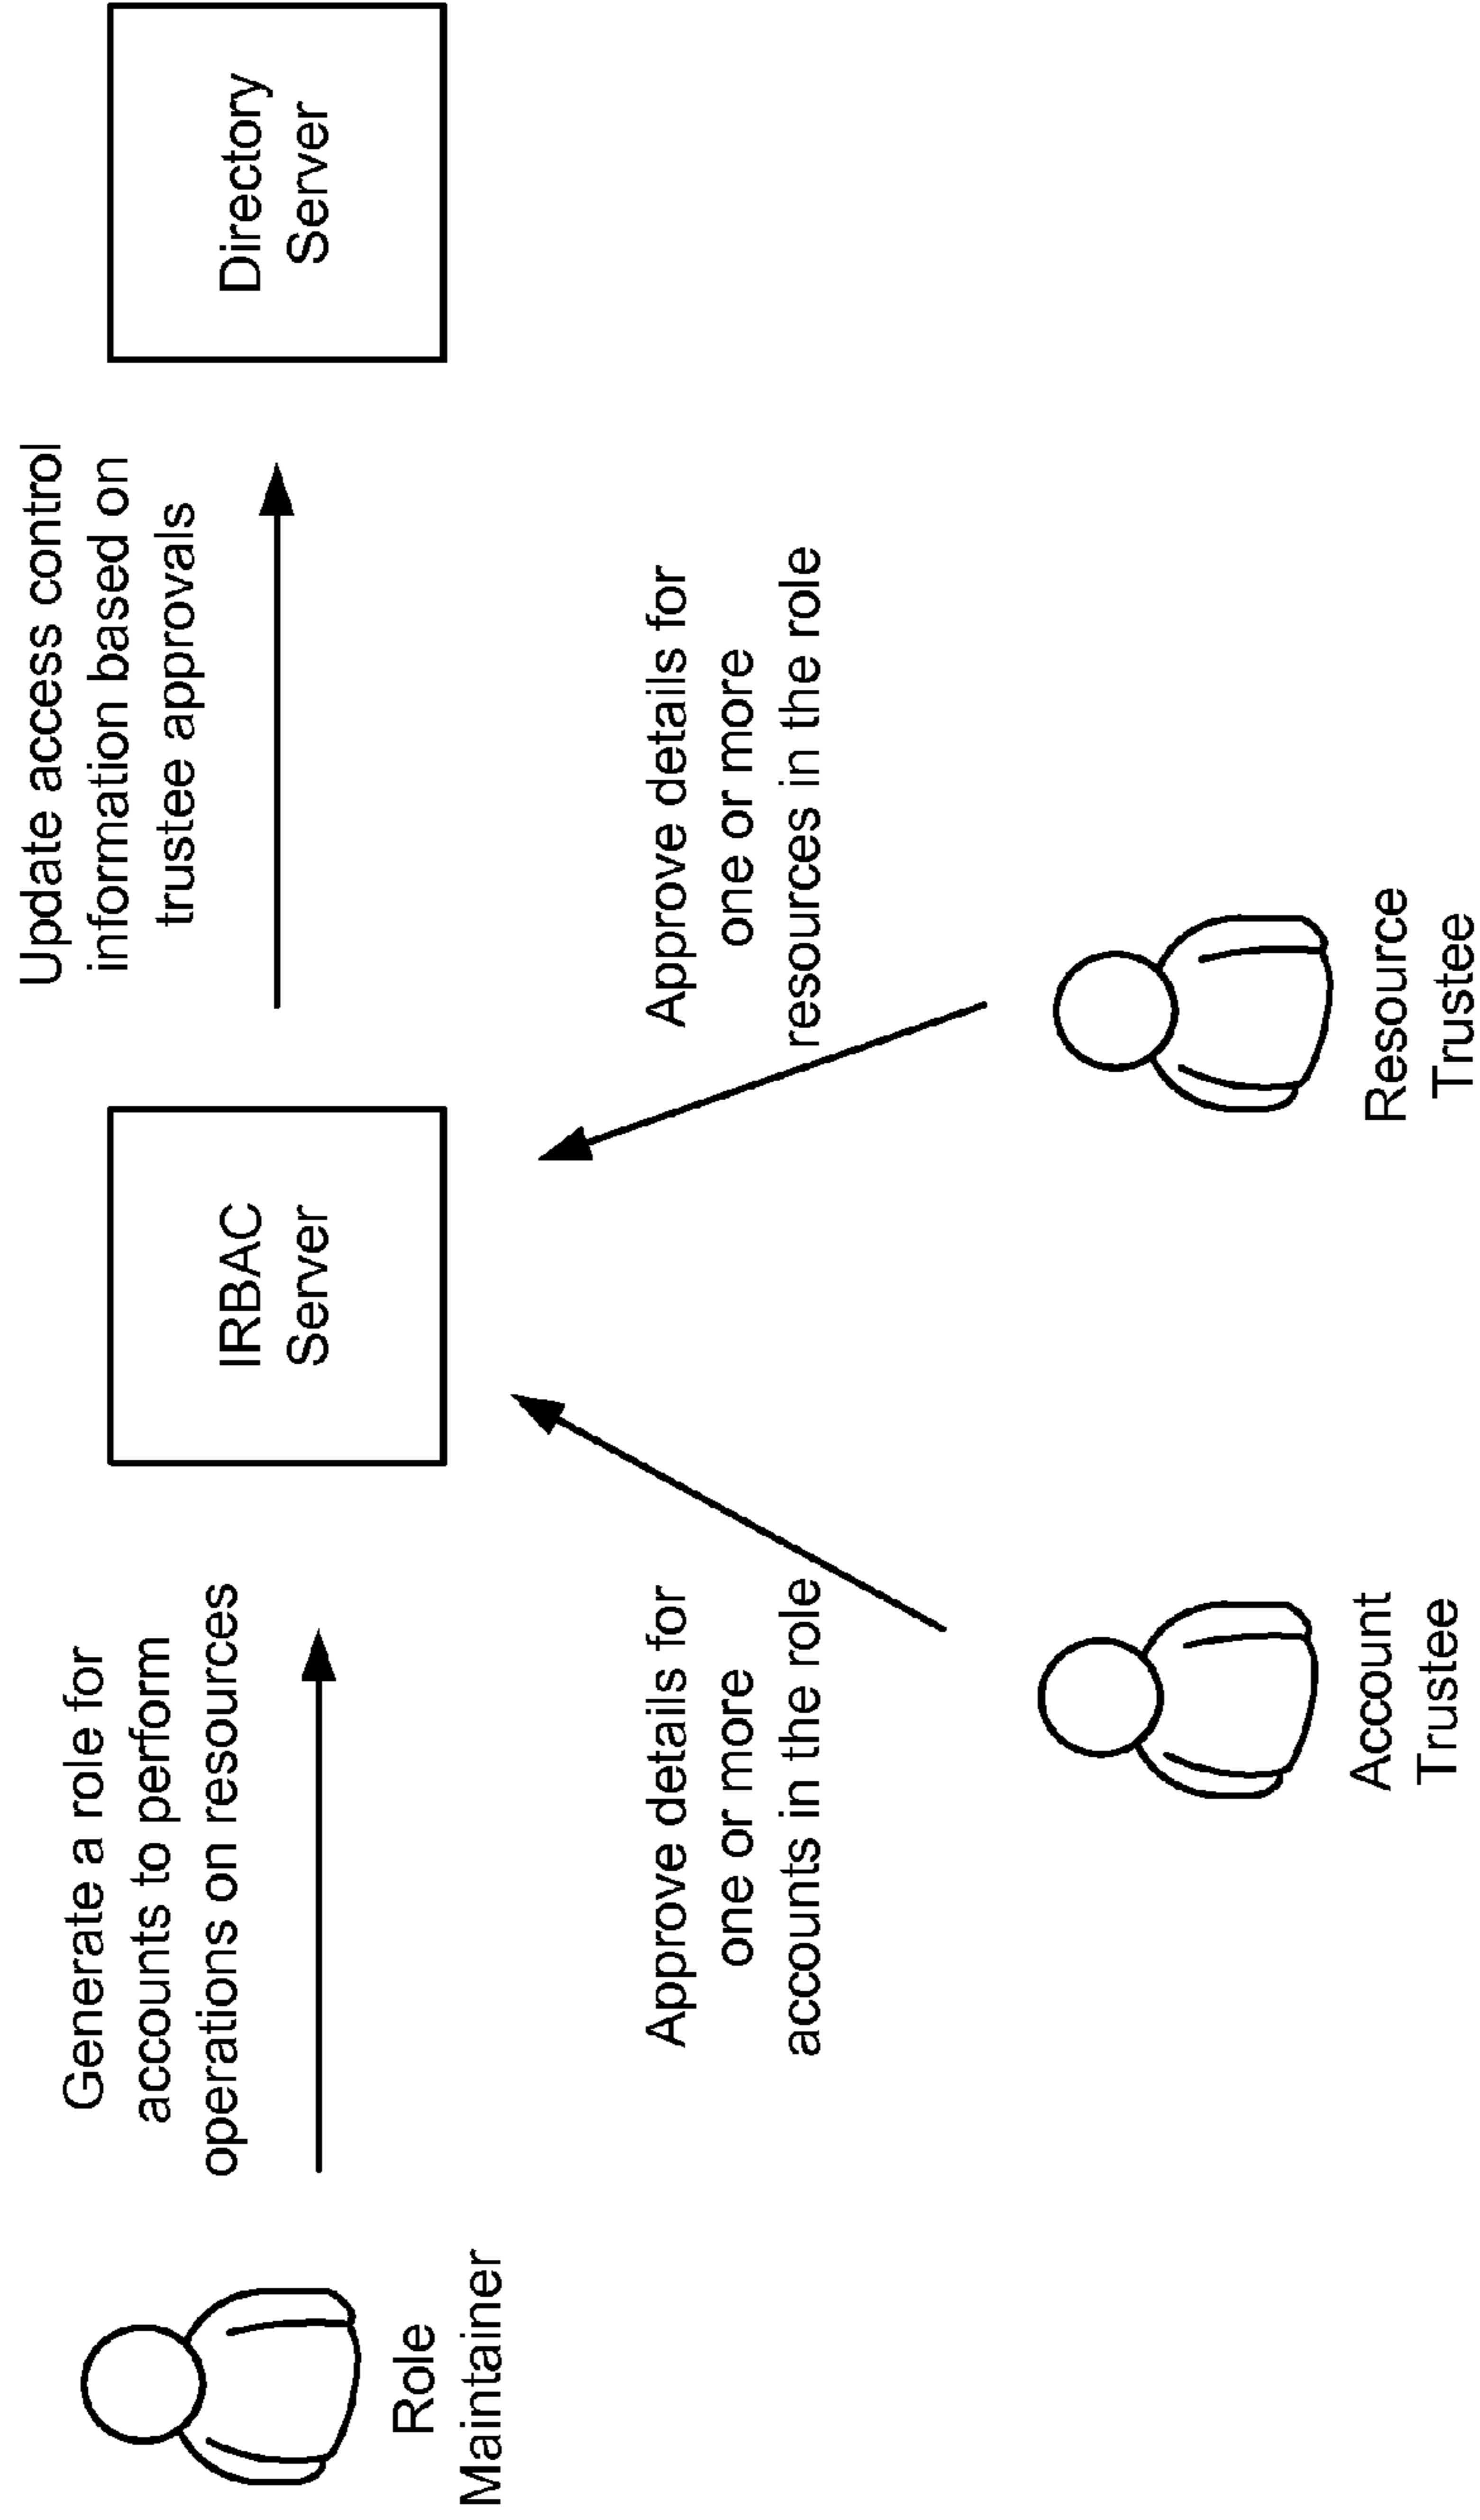 Generate a role for
accounts to perform
operations on resources
Update access control
information based on
trustee approvals
Role
Maintainer
IRBAC
Server
Directory
Server
Approve details for
one or more
accounts in the role
Approve details for
one or more
resources in the role
Account
Trustee
Resource
Trustee